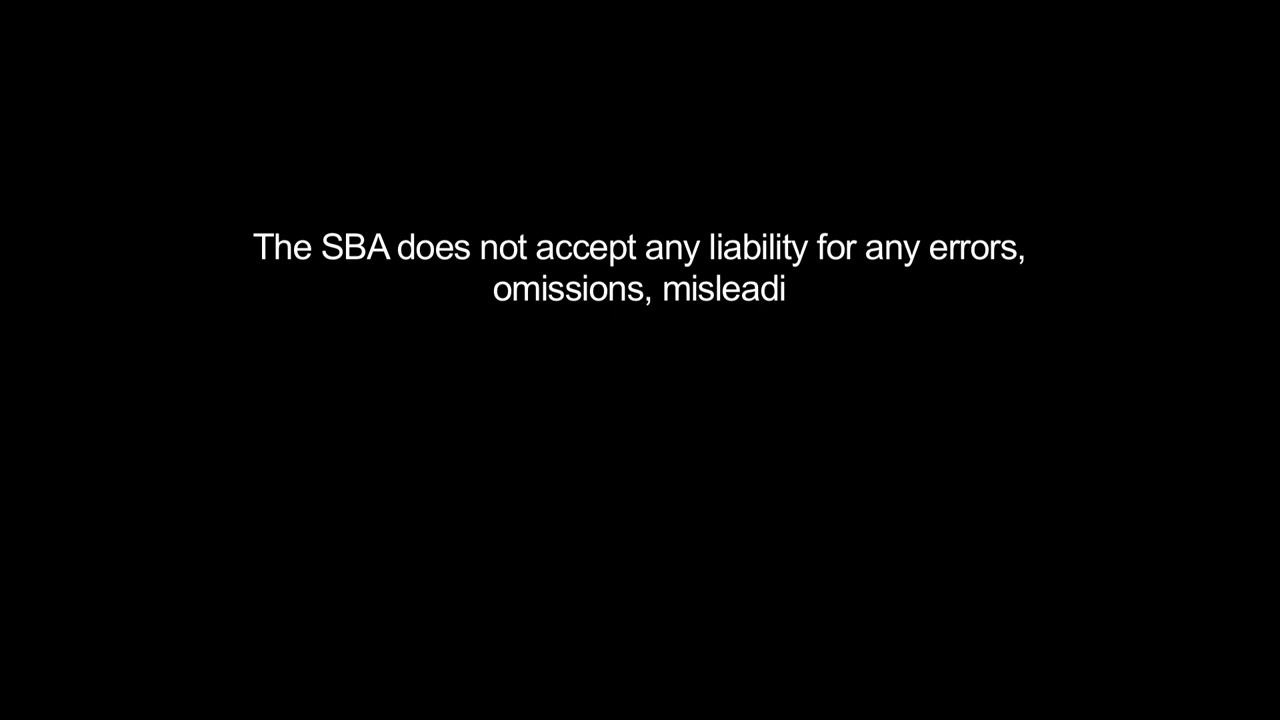 The SBA does not accept any liability for any errors,
omissions, misleadi